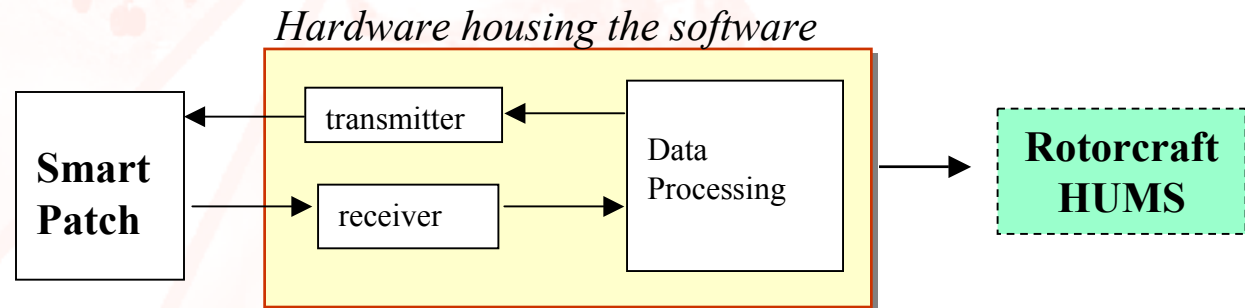 Hardware housing the software
Smart
Patch
transmitter
receiver
Data
Processing
Rotorcraft
HUMS